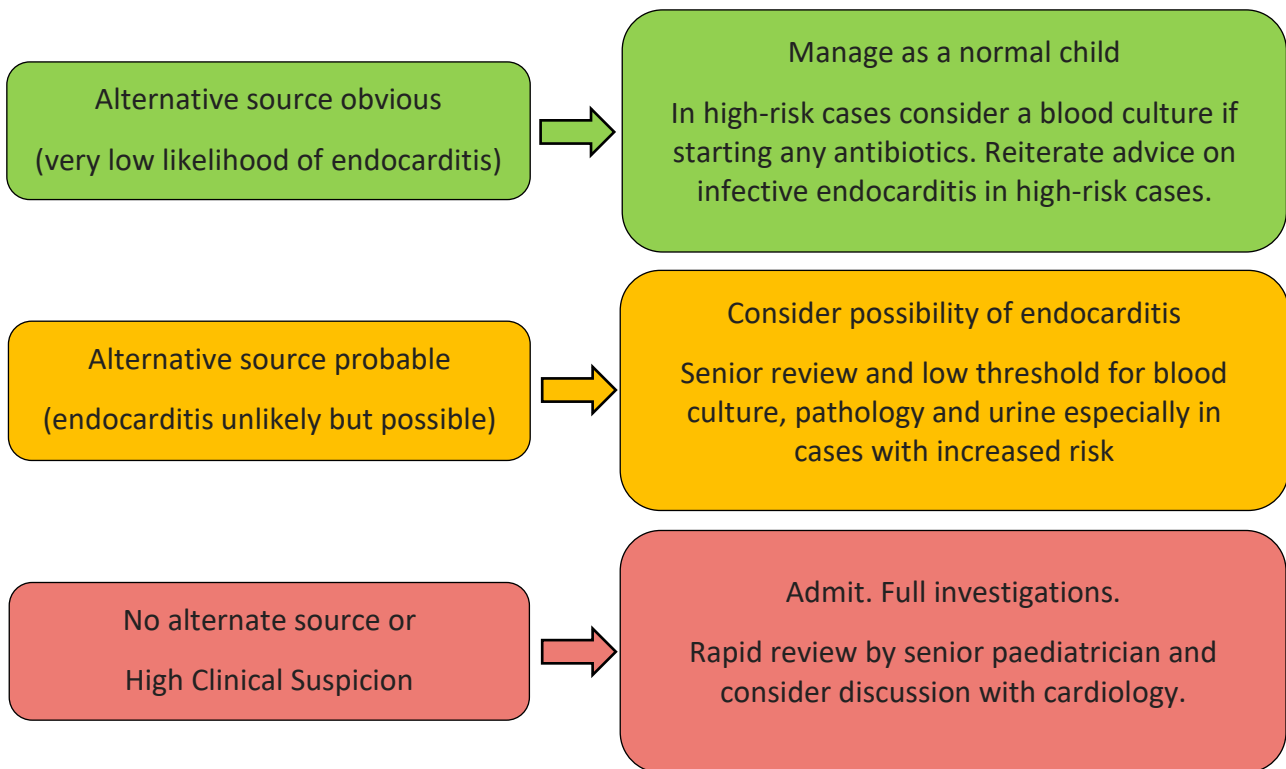 Alternative source obvious
(very low likelihood of endocarditis)
Manage as a normal child
In high-risk cases consider a blood culture if
starting any antibiotics. Reiterate advice on
infective endocarditis in high-risk cases.
Alternative source probable
(endocarditis unlikely but possible)
Consider possibility of endocarditis
Senior review and low threshold for blood
culture, pathology and urine especially in
cases with increased risk
No alternate source or
High Clinical Suspicion
Admit. Full investigations.
Rapid review by senior paediatrician and
consider discussion with cardiology.